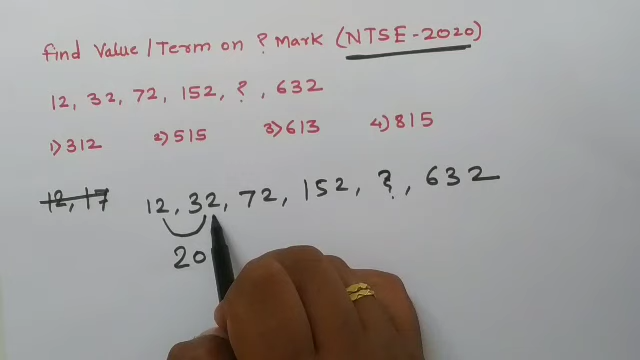 find Value/Term on ? Mark (NTSE-2020)
12, 32, 72, 152, ?, 632
1) 312 2) 515 3) 613 4) 815
12, 17 12, 32, 72, 152, ?, 632
20